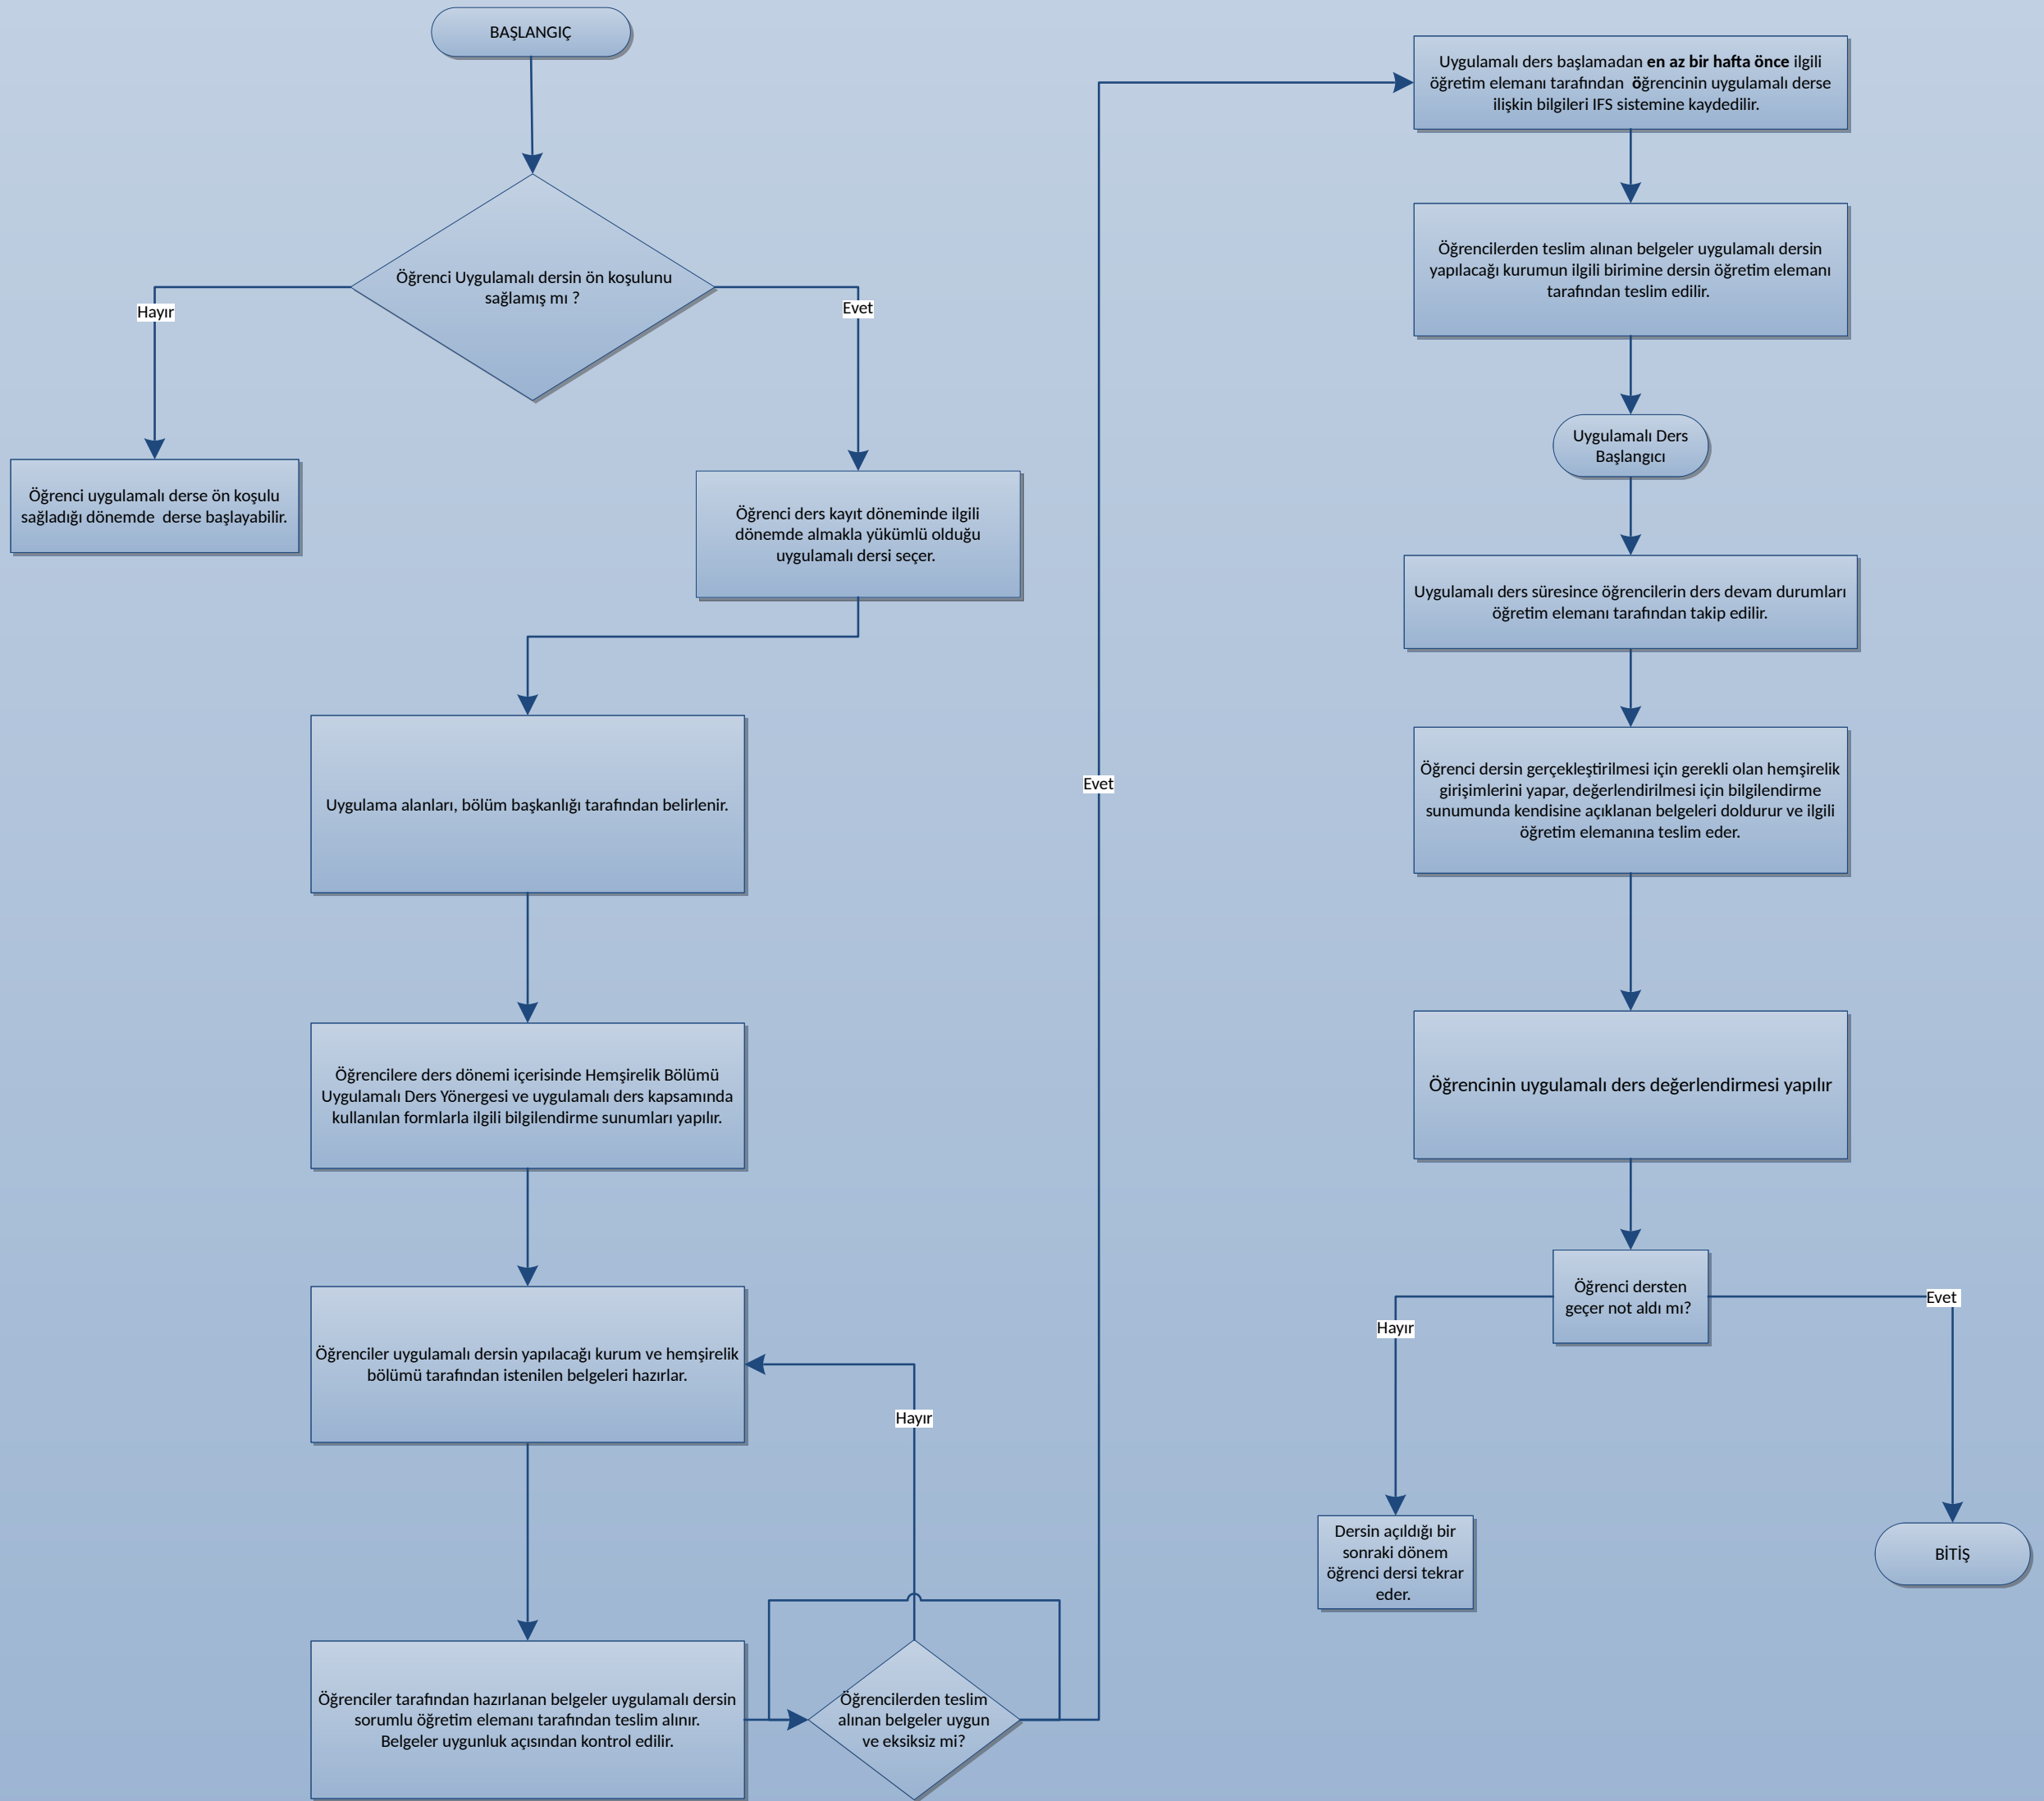 BAŞLANGIÇ
Öğrenci Uygulamalı dersin ön koşulunu
sağlamış mı ?
Hayır
Evet
Öğrenci uygulamalı derse ön koşulu
sağladığı dönemde  derse başlayabilir.
Öğrenci ders kayıt döneminde ilgili
dönemde almakla yükümlü olduğu
uygulamalı dersi seçer.
Uygulama alanları, bölüm başkanlığı tarafından belirlenir.
Öğrencilere ders dönemi içerisinde Hemşirelik Bölümü
Uygulamalı Ders Yönergesi ve uygulamalı ders kapsamında
kullanılan formlarla ilgili bilgilendirme sunumları yapılır.
Öğrenciler uygulamalı dersin yapılacağı kurum ve hemşirelik
bölümü tarafından istenilen belgeleri hazırlar.
Hayır
Öğrenciler tarafından hazırlanan belgeler uygulamalı dersin
sorumlu öğretim elemanı tarafından teslim alınır.
Belgeler uygunluk açısından kontrol edilir.
Öğrencilerden teslim
alınan belgeler uygun
ve eksiksiz mi?
Evet
Uygulamalı ders başlamadan en az bir hafta önce ilgili
öğretim elemanı tarafından  öğrencinin uygulamalı derse
ilişkin bilgileri IFS sistemine kaydedilir.
Öğrencilerden teslim alınan belgeler uygulamalı dersin
yapılacağı kurumun ilgili birimine dersin öğretim elemanı
tarafından teslim edilir.
Uygulamalı Ders
Başlangıcı
Uygulamalı ders süresince öğrencilerin ders devam durumları
öğretim elemanı tarafından takip edilir.
Öğrenci dersin gerçekleştirilmesi için gerekli olan hemşirelik
girişimlerini yapar, değerlendirilmesi için bilgilendirme
sunumunda kendisine açıklanan belgeleri doldurur ve ilgili
öğretim elemanına teslim eder.
Öğrencinin uygulamalı ders değerlendirmesi yapılır
Öğrenci dersten
geçer not aldı mı?
Hayır
Evet
Dersin açıldığı bir
sonraki dönem
öğrenci dersi tekrar
eder.
BİTİŞ